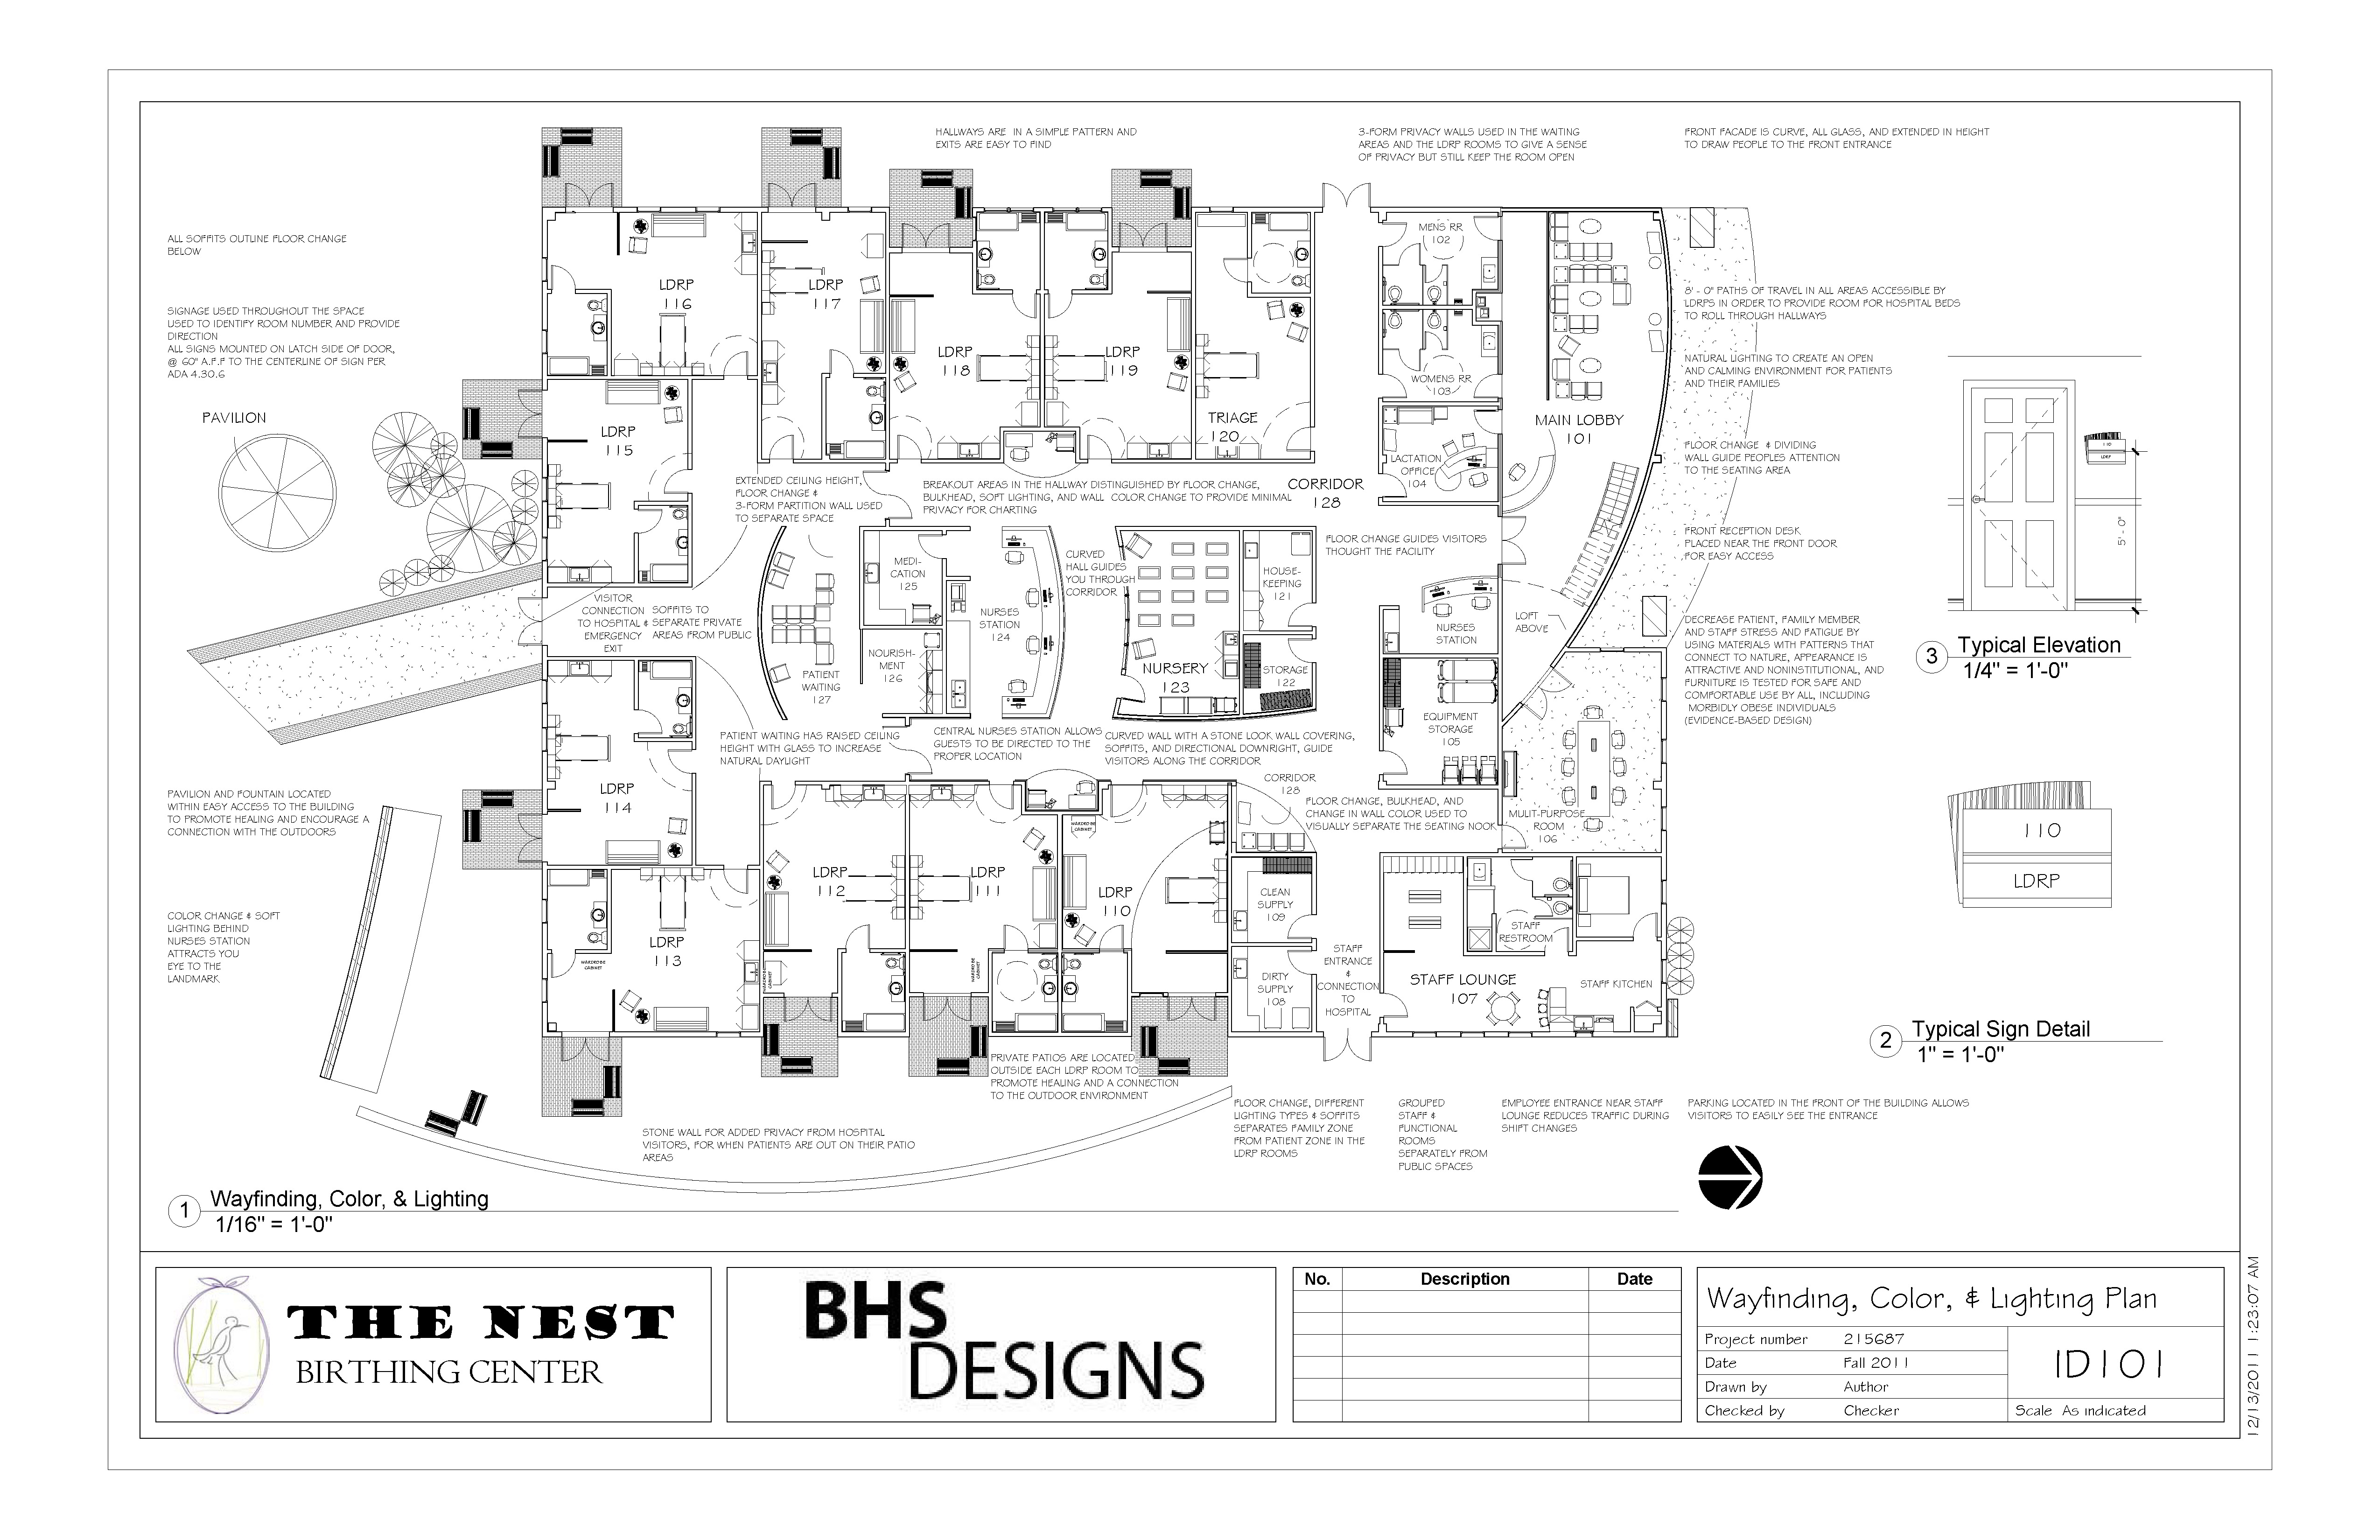 HALLWAYS ARE IN A SIMPLE PATTERN AND
EXITS ARE EASY TO FIND
3-FORM PRIVACY WALLS USED IN THE WAITING
AREAS AND THE LDRP ROOMS TO GIVE A SENSE
OF PRIVACY BUT STILL KEEP THE ROOM OPEN
FRONT FACADE IS CURVE, ALL GLASS, AND EXTENDED IN HEIGHT
TO DRAW PEOPLE TO THE FRONT ENTRANCE
ALL SOFFITS OUTLINE FLOOR CHANGE
BELOW
SIGNAGE USED THROUGHOUT THE SPACE
USED TO IDENTIFY ROOM NUMBER AND PROVIDE
DIRECTION
ALL SIGNS MOUNTED ON LATCH SIDE OF DOOR,
@ 60" A.F.F TO THE CENTERLINE OF SIGN PER
ADA 4.30.6
PAVILION
LDRP
116
LDRP
117
LDRP
118
LDRP
119
TRIAGE
120
MENS RR
102
WOMENS RR
103
LACTATION
OFFICE
104
MAIN LOBBY
101
8' - 0" PATHS OF TRAVEL IN ALL AREAS ACCESSIBLE BY
LDRPS IN ORDER TO PROVIDE ROOM FOR HOSPITAL BEDS
TO ROLL THROUGH HALLWAYS
NATURAL LIGHTING TO CREATE AN OPEN
AND CALMING ENVIRONMENT FOR PATIENTS
AND THEIR FAMILIES
FLOOR CHANGE & DIVIDING
WALL GUIDE PEOPLES ATTENTION
TO THE SEATING AREA
FRONT RECEPTION DESK
PLACED NEAR THE FRONT DOOR
FOR EASY ACCESS
DECREASE PATIENT, FAMILY MEMBER
AND STAFF STRESS AND FATIGUE BY
USING MATERIALS WITH PATTERNS THAT
CONNECT TO NATURE, APPEARANCE IS
ATTRACTIVE AND NONINSTITUTIONAL, AND
FURNITURE IS TESTED FOR SAFE AND
COMFORTABLE USE BY ALL, INCLUDING
MORBIDLY OBESE INDIVIDUALS
(EVIDENCE-BASED DESIGN)
LDRP
115
EXTENDED CEILING HEIGHT,
FLOOR CHANGE &
3-FORM PARTITION WALL USED
TO SEPARATE SPACE
BREAKOUT AREAS IN THE HALLWAY DISTINGUISHED BY FLOOR CHANGE,
BULKHEAD, SOFT LIGHTING, AND WALL COLOR CHANGE TO PROVIDE MINIMAL
PRIVACY FOR CHARTING
CORRIDOR
128
FLOOR CHANGE GUIDES VISITORS
THOUGHT THE FACILITY
CURVED
HALL GUIDES
YOU THROUGH
CORRIDOR
MEDI-
CATION
125
NURSES
STATION
124
HOUSE-
KEEPING
121
NURSES
STATION
LOFT
ABOVE
VISITOR
CONNECTION
TO HOSPITAL &
EMERGENCY
EXIT
SOFFITS TO
SEPARATE PRIVATE
AREAS FROM PUBLIC
PATIENT
WAITING
127
NOURISH-
MENT
126
NURSERY
123
STORAGE
122
EQUIPMENT
STORAGE
105
PATIENT WAITING HAS RAISED CEILING
HEIGHT WITH GLASS TO INCREASE
NATURAL DAYLIGHT
CENTRAL NURSES STATION ALLOWS
GUESTS TO BE DIRECTED TO THE
PROPER LOCATION
CURVED WALL WITH A STONE LOOK WALL COVERING,
SOFFITS, AND DIRECTIONAL DOWNRIGHT, GUIDE
VISITORS ALONG THE CORRIDOR
CORRIDOR
128
FLOOR CHANGE, BULKHEAD, AND
CHANGE IN WALL COLOR USED TO
VISUALLY SEPARATE THE SEATING NOOK
MULIT-PURPOSE
ROOM
106
PAVILION AND FOUNTAIN LOCATED
WITHIN EASY ACCESS TO THE BUILDING
TO PROMOTE HEALING AND ENCOURAGE A
CONNECTION WITH THE OUTDOORS
LDRP
114
LDRP
113
WARDROBE
CABINET
LDRP
112
WARDROBE
CABINET
LDRP
111
WARDROBE
CABINET
LDRP
110
WARDROBE
CABINET
CLEAN
SUPPLY
109
DIRTY
SUPPLY
108
STAFF
ENTRANCE
&
CONNECTION
TO
HOSPITAL
STAFF
RESTROOM
STAFF LOUNGE
107
STAFF KITCHEN
COLOR CHANGE & SOFT
LIGHTING BEHIND
NURSES STATION
ATTRACTS YOU
EYE TO THE
LANDMARK
PRIVATE PATIOS ARE LOCATED
OUTSIDE EACH LDRP ROOM TO
PROMOTE HEALING AND A CONNECTION
TO THE OUTDOOR ENVIRONMENT
STONE WALL FOR ADDED PRIVACY FROM HOSPITAL
VISITORS, FOR WHEN PATIENTS ARE OUT ON THEIR PATIO
AREAS
FLOOR CHANGE, DIFFERENT
LIGHTING TYPES & SOFFITS
SEPARATES FAMILY ZONE
FROM PATIENT ZONE IN THE
LDRP ROOMS
GROUPED
STAFF &
FUNCTIONAL
ROOMS
SEPARATELY FROM
PUBLIC SPACES
EMPLOYEE ENTRANCE NEAR STAFF
LOUNGE REDUCES TRAFFIC DURING
SHIFT CHANGES
PARKING LOCATED IN THE FRONT OF THE BUILDING ALLOWS
VISITORS TO EASILY SEE THE ENTRANCE
110
LDRP
5' - 0"
3 Typical Elevation
1/4" = 1'-0"
110
LDRP
2 Typical Sign Detail
1" = 1'-0"
1 Wayfinding, Color, & Lighting
1/16" = 1'-0"
THE NEST
BIRTHING CENTER
BHS
DESIGNS
No. Description Date
Wayfinding, Color, & Lighting Plan
Project number 215687
Date Fall 2011
Drawn by Author
Checked by Checker
ID101
Scale As indicated
12/13/2011 1:23:07 AM